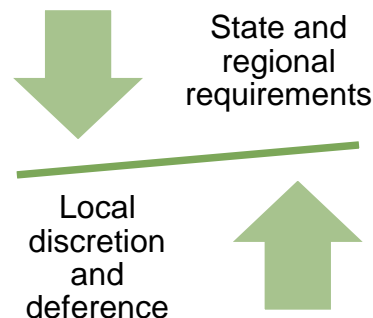 State and
regional
requirements
Local
discretion
and
deference